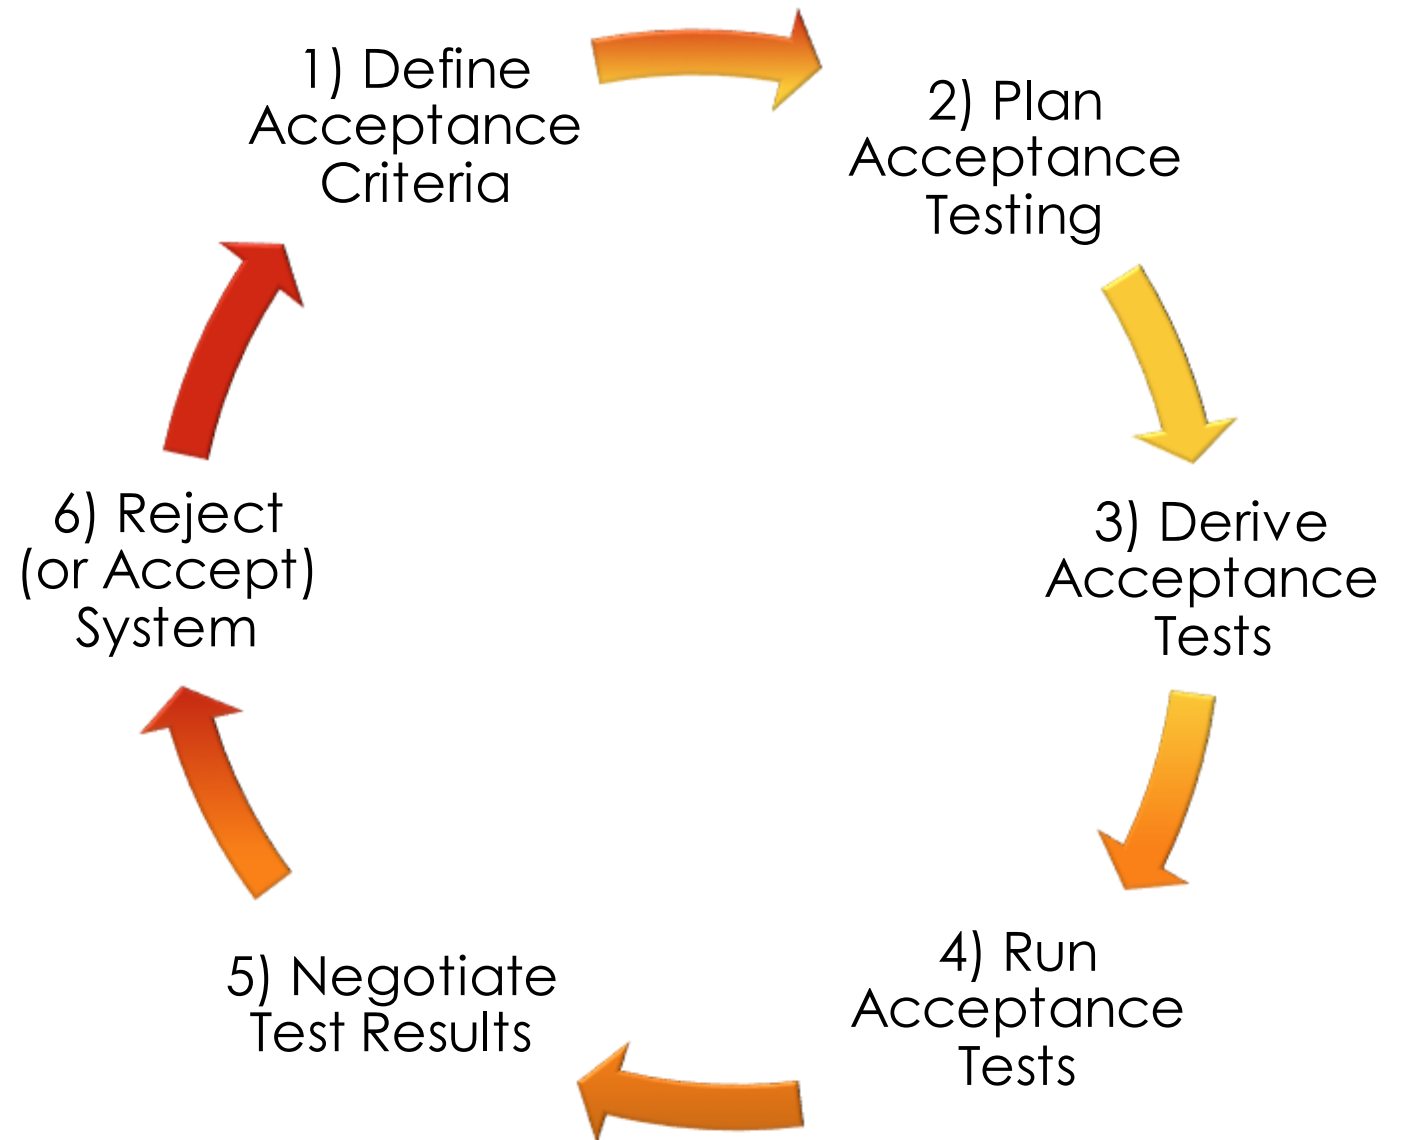 1) Define
Acceptance
Criteria
2) Plan
Acceptance
Testing
3) Derive
Acceptance
Tests
4) Run
Acceptance
Tests
5) Negotiate
Test Results
6) Reject
(or Accept)
System